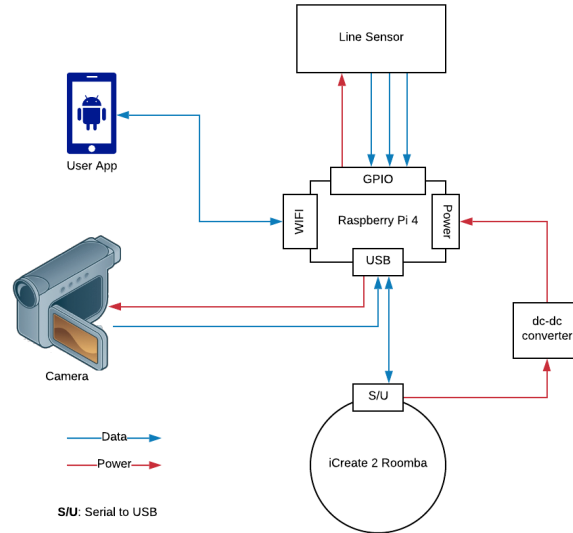 Line Sensor
User App
GPIO
WIFI
Raspberry Pi 4
Power
USB
dc-dc
converter
Camera
S/U
iCreate 2 Roomba
Data
Power
S/U: Serial to USB